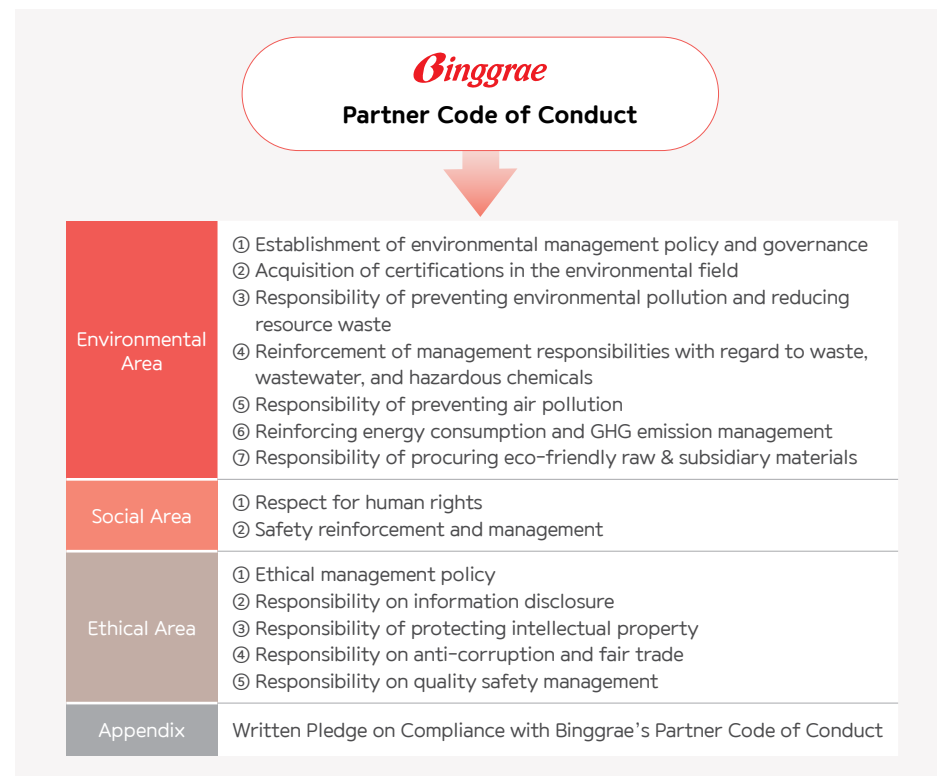 Binggrae
Partner Code of Conduct
Environmental
Area
① Establishment of environmental management policy and governance
② Acquisition of certifications in the environmental field
③ Responsibility of preventing environmental pollution and reducing
resource waste
④ Reinforcement of management responsibilities with regard to waste,
wastewater, and hazardous chemicals
⑤ Responsibility of preventing air pollution
⑥ Reinforcing energy consumption and GHG emission management
⑦ Responsibility of procuring eco-friendly raw & subsidiary materials
Social Area
① Respect for human rights
② Safety reinforcement and management
Ethical Area
① Ethical management policy
② Responsibility on information disclosure
③ Responsibility of protecting intellectual property
④ Responsibility on anti-corruption and fair trade
⑤ Responsibility on quality safety management
Appendix
Written Pledge on Compliance with Binggrae's Partner Code of Conduct